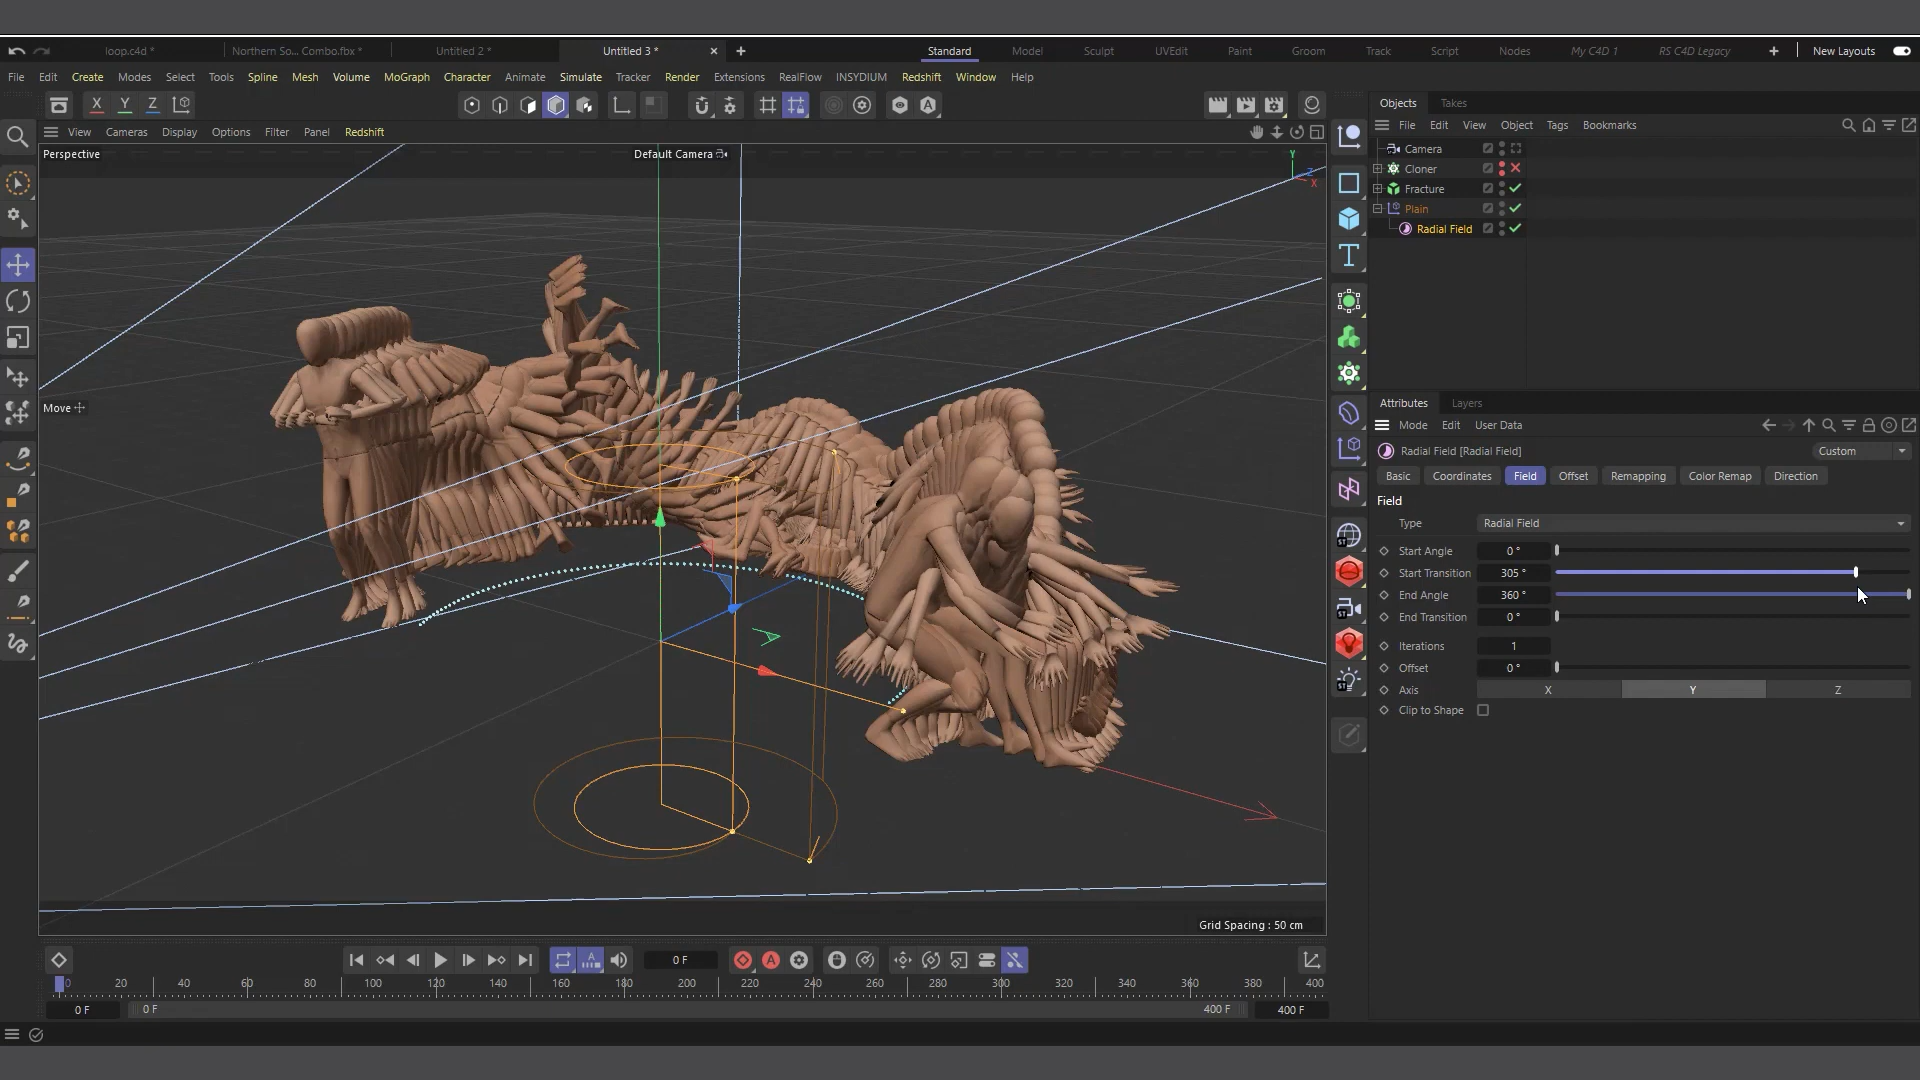 loop.c4d * Northern So... Combo.fbx * Untitled 2 * Untitled 3 * Standard Model Sculpt UVEdit Paint Groom Track Script Nodes My C4D 1 RS C4D Legacy New Layouts
File Edit Create Modes Select Tools Spline Mesh Volume MoGraph Character Animate Simulate Tracker Render Extensions RealFlow INSYDIUM Redshift Window Help
X Y Z
Objects Takes
File Edit View Object Tags Bookmarks
View Cameras Display Options Filter Panel Redshift
Perspective Default Camera
Y
Z
X
Camera
Cloner
Fracture
Plain
Radial Field
Move
Attributes Layers
Mode Edit User Data
Radial Field [Radial Field] Custom
Basic Coordinates Field Offset Remapping Color Remap Direction
Field
Type Radial Field
Start Angle 0 °
Start Transition 305 °
End Angle 360 °
End Transition 0 °
Iterations 1
Offset 0 °
Axis X Y Z
Clip to Shape
Grid Spacing : 50 cm
0 F
0 20 40 60 80 100 120 140 160 180 200 220 240 260 280 300 320 340 360 380 400
0 F 0 F 400 F 400 F